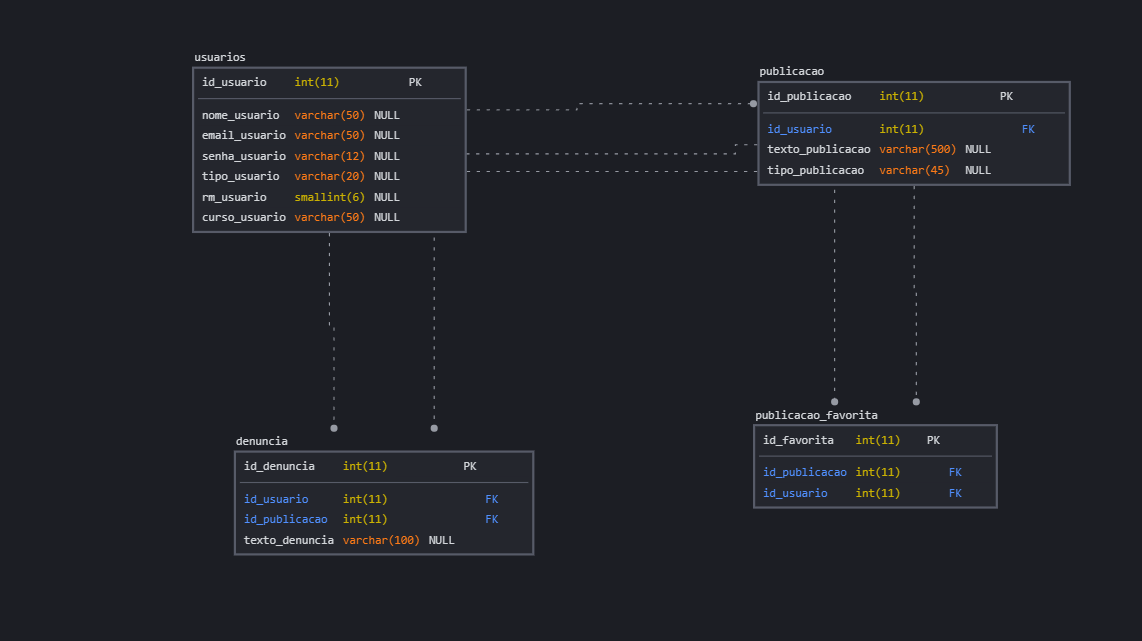 usuarios
id_usuario int(11) PK
nome_usuario varchar(50) NULL
email_usuario varchar(50) NULL
senha_usuario varchar(12) NULL
tipo_usuario varchar(20) NULL
rm_usuario smallint(6) NULL
curso_usuario varchar(50) NULL
publicacao
id_publicacao int(11) PK
id_usuario int(11) FK
texto_publicacao varchar(500) NULL
tipo_publicacao varchar(45) NULL
denuncia
id_denuncia int(11) PK
id_usuario int(11) FK
id_publicacao int(11) FK
texto_denuncia varchar(100) NULL
publicacao_favorita
id_favorita int(11) PK
id_publicacao int(11) FK
id_usuario int(11) FK